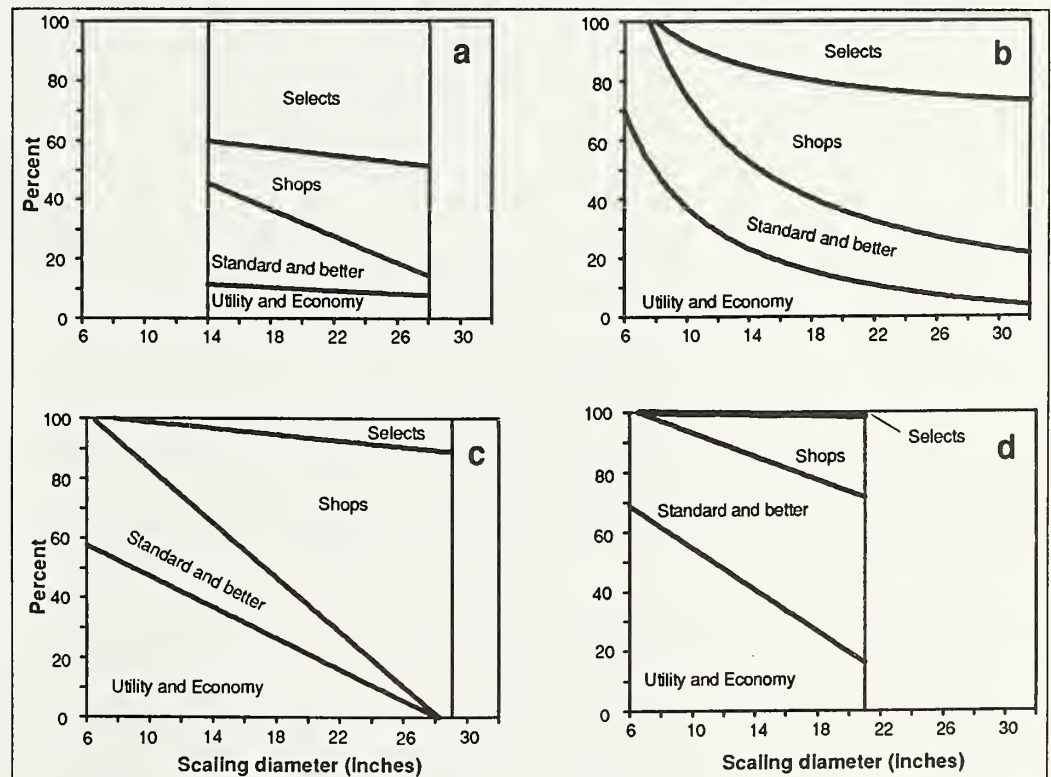 a
100
80
60
40
20
0
Percent
Selects
Shops
Standard and better
Utility and Economy
6 10 14 18 22 26 30
b
100
80
60
40
20
0
Selects
Shops
Standard and better
Utility and Economy
6 10 14 18 22 26 30
c
100
80
60
40
20
0
Percent
Selects
Shops
Standard and better
Utility and Economy
6 10 14 18 22 26 30
Scaling diameter (inches)
d
100
80
60
40
20
0
Selects
Shops
Standard and better
Utility and Economy
6 10 14 18 22 26 30
Scaling diameter (inches)